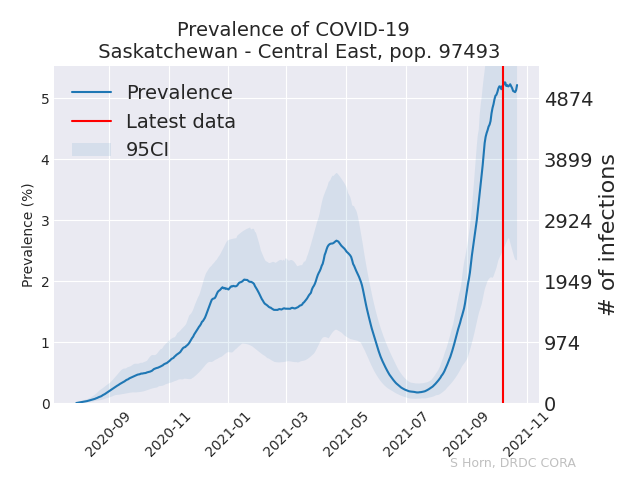 Prevalence of COVID-19
Saskatchewan - Central East, pop. 97493
Prevalence
Latest data
95CI
Prevalence (%)
5
4
3
2
1
0
4874
3899
2924
1949
974
0
# of infections
2020-09
2020-11
2021-01
2021-03
2021-05
2021-07
2021-09
2021-11
S Horn, DRDC CORA